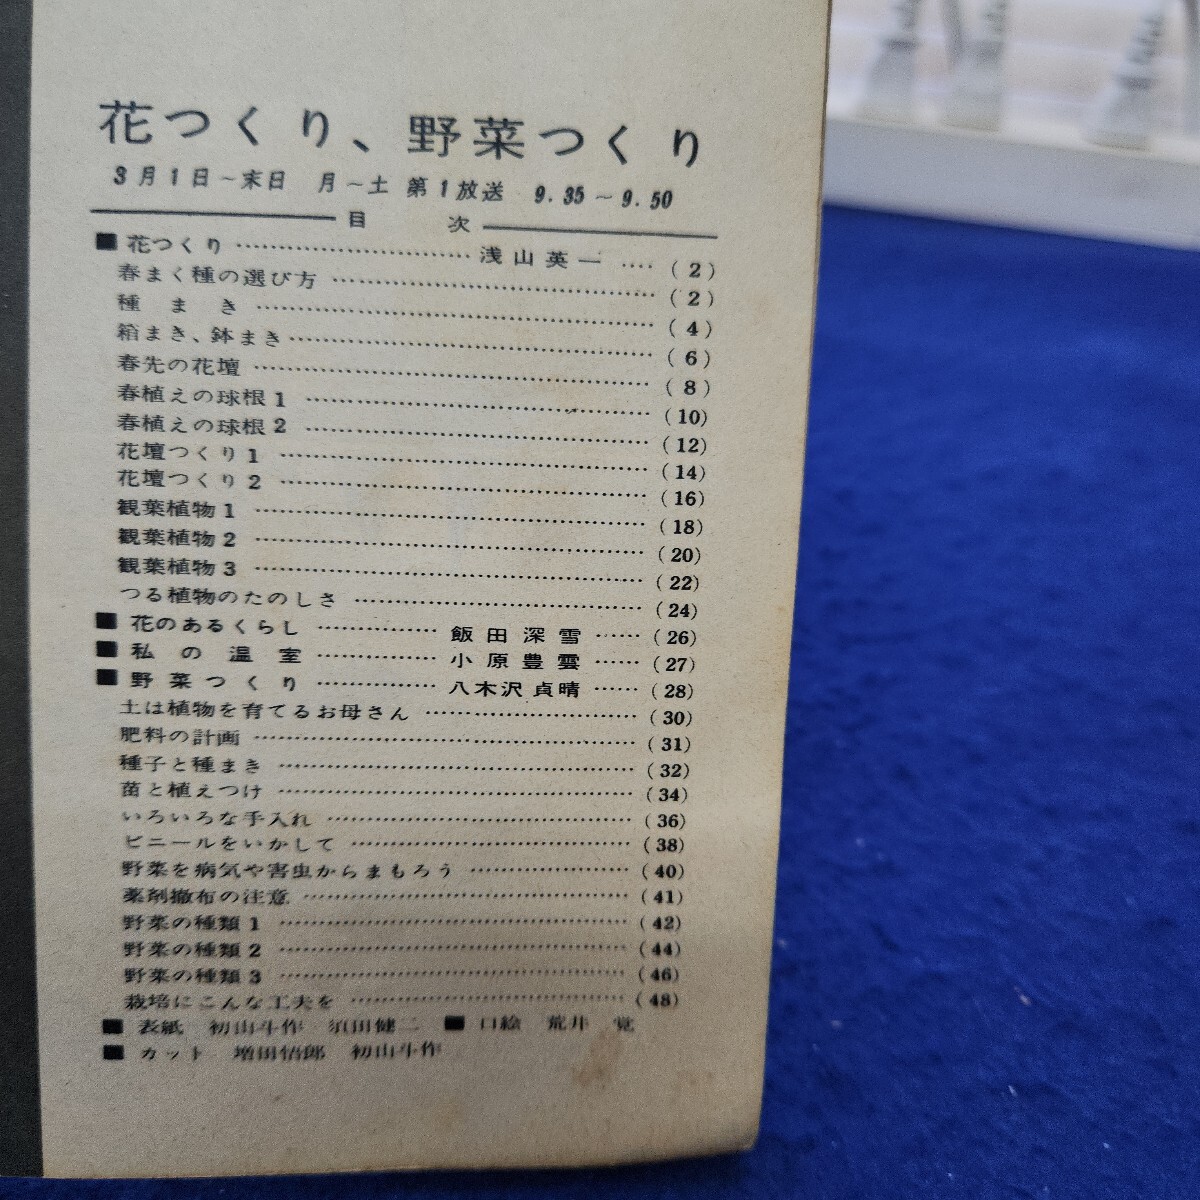 花つくり、野菜つくり
3月1日～末日 月～土 第1放送 9.35～9.50
目次
■ 花つくり …………………………… 浅山英一 …… (2)
春まく種の選び方 …………………………… (2)
種まき …………………………… (4)
箱まき、鉢まき …………………………… (6)
春先の花壇 …………………………… (8)
春植えの球根1 …………………………… (10)
春植えの球根2 …………………………… (12)
花壇つくり1 …………………………… (14)
花壇つくり2 …………………………… (16)
観葉植物1 …………………………… (18)
観葉植物2 …………………………… (20)
観葉植物3 …………………………… (22)
つる植物のたのしさ …………………………… (24)
■ 花のあるくらし …………… 飯田深雪 …… (26)
■ 私の温室 …………… 小原豊雲 …… (27)
■ 野菜つくり …………… 八木沢貞晴 …… (28)
土は植物を育てるお母さん …………………… (30)
肥料の計画 …………………………… (31)
種子と種まき …………………………… (32)
苗と植えつけ …………………………… (34)
いろいろな手入れ …………………………… (36)
ビニールをいかして …………………………… (38)
野菜を病気や害虫からまもろう ………………… (40)
薬剤撒布の注意 …………………………… (41)
野菜の種類1 …………………………… (42)
野菜の種類2 …………………………… (44)
野菜の種類3 …………………………… (46)
栽培にこんな工夫を …………………………… (48)
■ 表紙 初山斗作 須田健二 ■ 口絵 荒井 覚
■ カット 増田悟郎 初山斗作